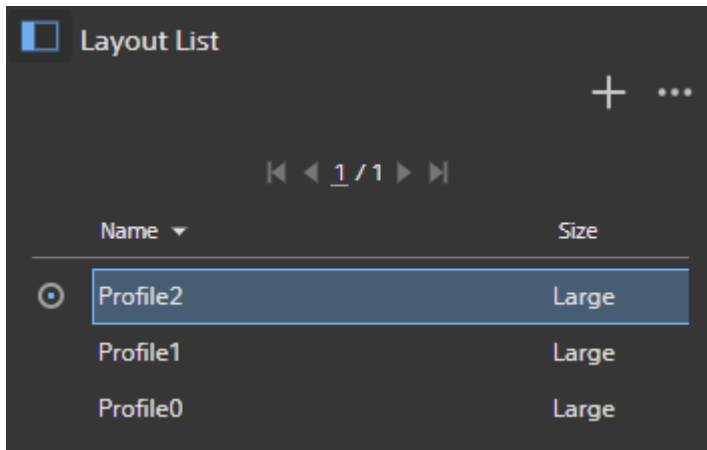 Layout List
1 / 1
Name Size
Profile2 Large
Profile1 Large
Profile0 Large